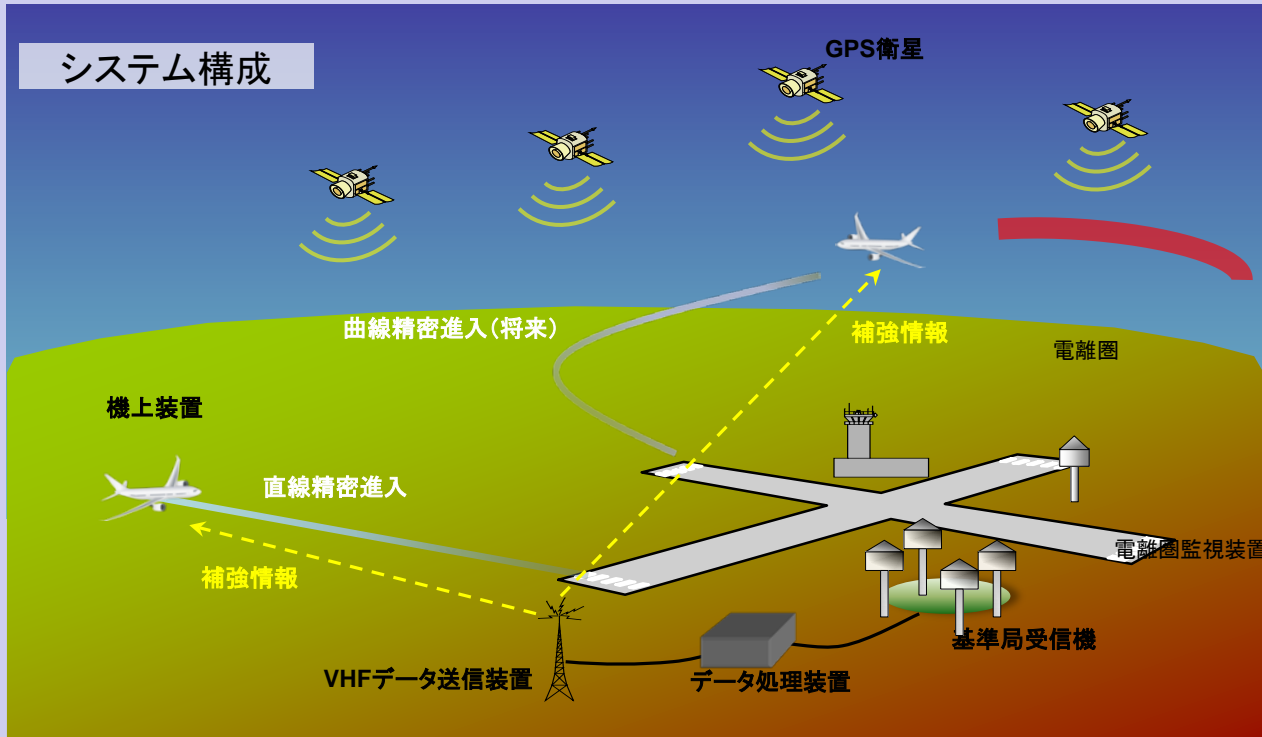 システム構成
GPS衛星
曲線精密進入(将来)
補強情報
電離圏
機上装置
直線精密進入
電離圏監視装置
補強情報
基準局受信機
VHFデータ送信装置
データ処理装置